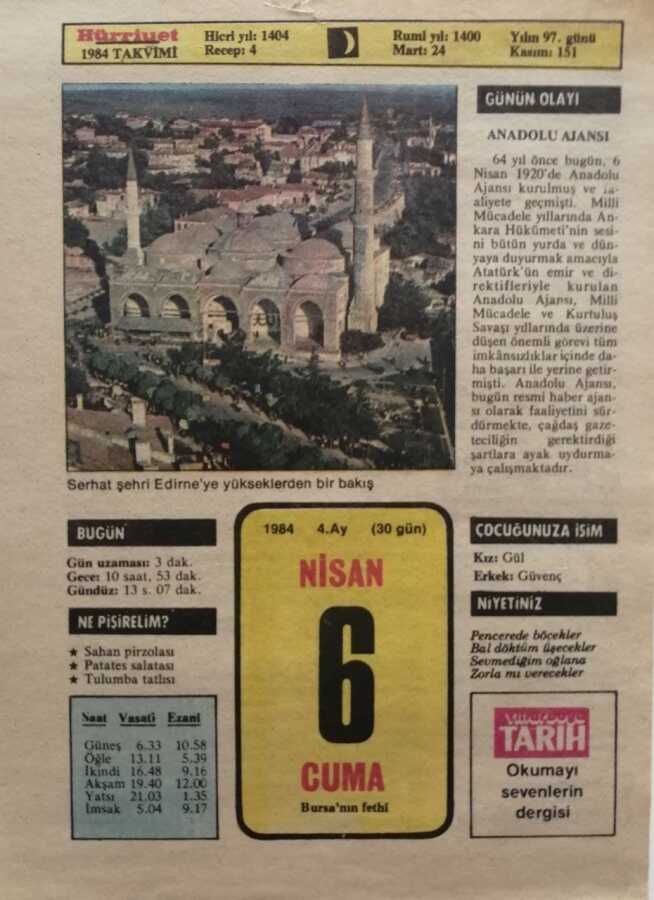 Hürriyet
1984 TAKVİMİ
Hicri yıl: 1404
Recep: 4
Rumi yıl: 1400
Mart: 24
Yılın 97. günü
Kasım: 151
GÜNÜN OLAYI
ANADOLU AJANSI
64 yıl önce bugün, 6
Nisan 1920'de Anadolu
Ajansı kurulmuş ve fa-
aliyete geçmişti. Milli
Mücadele yıllarında An-
kara Hükûmeti'nin sesi-
ni bütün yurda ve dün-
yaya duyurmak amacıyla
Atatürk'ün emir ve di-
rektifleriyle kurulan
Anadolu Ajansı, Milli
Mücadele ve Kurtuluş
Savaşı yıllarında üzerine
düşen önemli görevi tüm
imkânsızlıklar içinde da-
ha başarı ile yerine getir-
mişti. Anadolu Ajansı,
bugün resmi haber ajan-
sı olarak faaliyetini sür-
dürmekte, çağdaş gaze-
teciliğin gerektirdiği
şartlara ayak uydurma-
ya çalışmaktadır.
Serhat şehri Edirne'ye yükseklerden bir bakış
BUGÜN
Gün uzaması: 3 dak.
Gece: 10 saat, 53 dak.
Gündüz: 13 s. 07 dak.
NE PİŞİRELİM?
★ Sahan pirzolası
★ Patates salatası
★ Tulumba tatlısı
Saat Vasati Ezani
Güneş 6.33 10.58
Öğle 13.11 5.39
İkindi 16.48 9.16
Akşam 19.40 12.00
Yatsı 21.03 1.35
İmsak 5.04 9.17
1984 4.Ay (30 gün)
NİSAN
6
CUMA
Bursa'nın fethi
ÇOCUĞUNUZA İSİM
Kız: Gül
Erkek: Güvenç
NİYETİNİZ
Pencerede böcekler
Bal döktüm üşecekler
Sevmediğim oğlana
Zorla mı verecekler
Yıllarboyu
TARİH
Okumayı
sevenlerin
dergisi